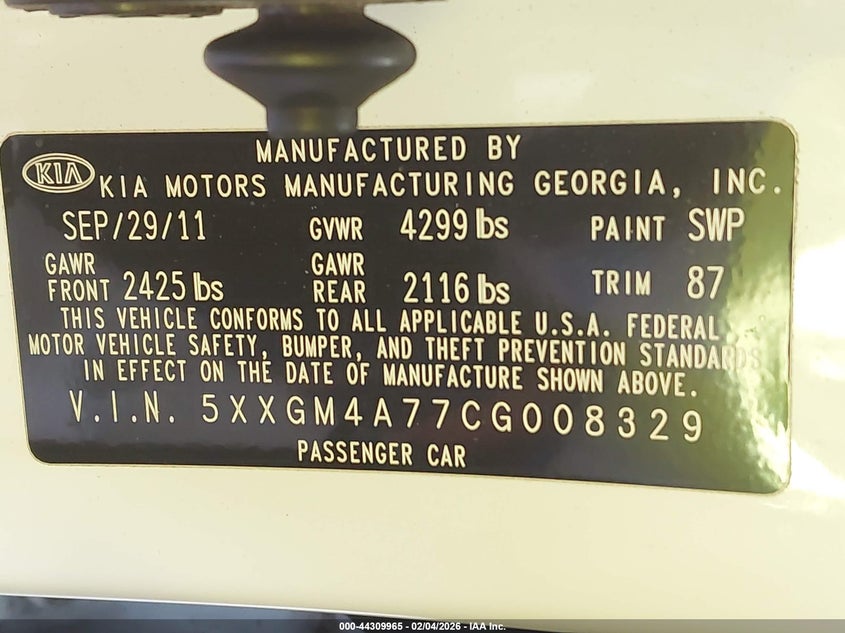 MANUFACTURED BY
KIA KIA MOTORS MANUFACTURING GEORGIA, INC.
SEP/29/11 GVWR 4299 lbs PAINT SWP
GAWR FRONT 2425 lbs GAWR REAR 2116 lbs TRIM 87
THIS VEHICLE CONFORMS TO ALL APPLICABLE U.S.A. FEDERAL
MOTOR VEHICLE SAFETY, BUMPER, AND THEFT PREVENTION STANDARDS
IN EFFECT ON THE DATE OF MANUFACTURE SHOWN ABOVE.
V.I.N. 5XXGM4A77CG008329
PASSENGER CAR
000-44309965 - 02/04/2026 - IAA Inc.